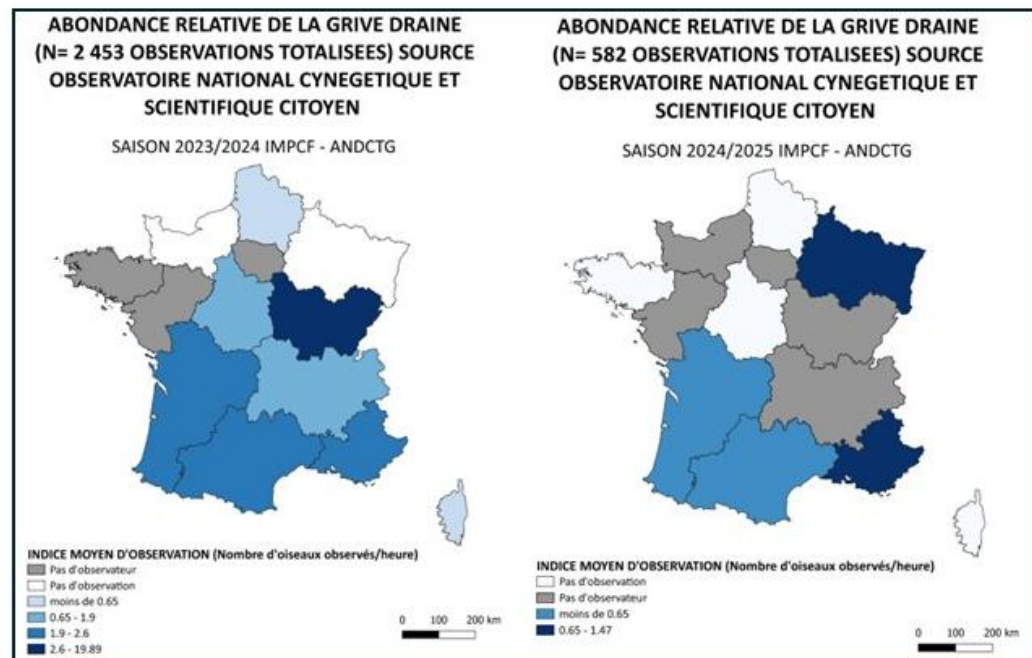 ABONDANCE RELATIVE DE LA GRIVE DRAINE
(N= 2 453 OBSERVATIONS TOTALISEES) SOURCE
OBSERVATOIRE NATIONAL CYNEGETIQUE ET
SCIENTIFIQUE CITOYEN
SAISON 2023/2024 IMPCF - ANDCTG
INDICE MOYEN D'OBSERVATION (Nombre d'oiseaux observés/heure)
Pas d'observateur
Pas d'observation
moins de 0.65
0.65 - 1.9
1.9 - 2.6
2.6 - 19.89
0 100 200 km
ABONDANCE RELATIVE DE LA GRIVE DRAINE
(N= 582 OBSERVATIONS TOTALISEES) SOURCE
OBSERVATOIRE NATIONAL CYNEGETIQUE ET
SCIENTIFIQUE CITOYEN
SAISON 2024/2025 IMPCF - ANDCTG
INDICE MOYEN D'OBSERVATION (Nombre d'oiseaux observés/heure)
Pas d'observation
Pas d'observateur
moins de 0.65
0.65 - 1.47
0 100 200 km